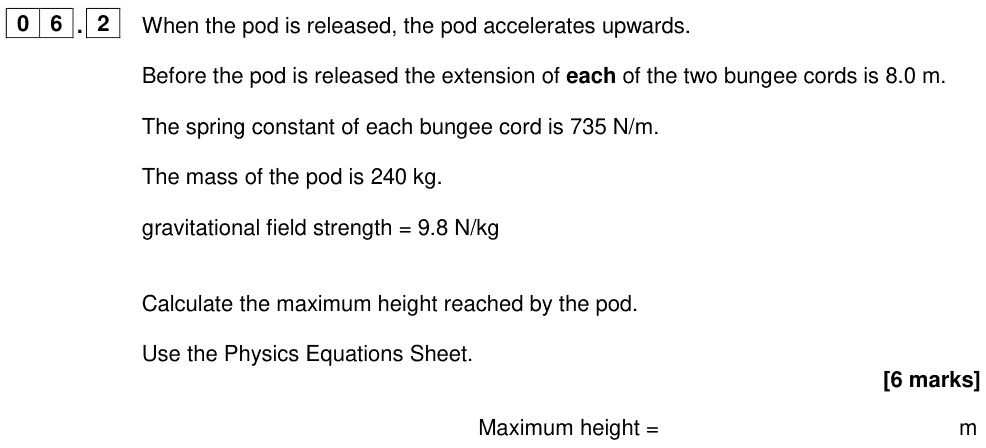 0 6 . 2 When the pod is released, the pod accelerates upwards.
Before the pod is released the extension of each of the two bungee cords is 8.0 m.
The spring constant of each bungee cord is 735 N/m.
The mass of the pod is 240 kg.
gravitational field strength = 9.8 N/kg
Calculate the maximum height reached by the pod.
Use the Physics Equations Sheet.
[6 marks]
Maximum height = m